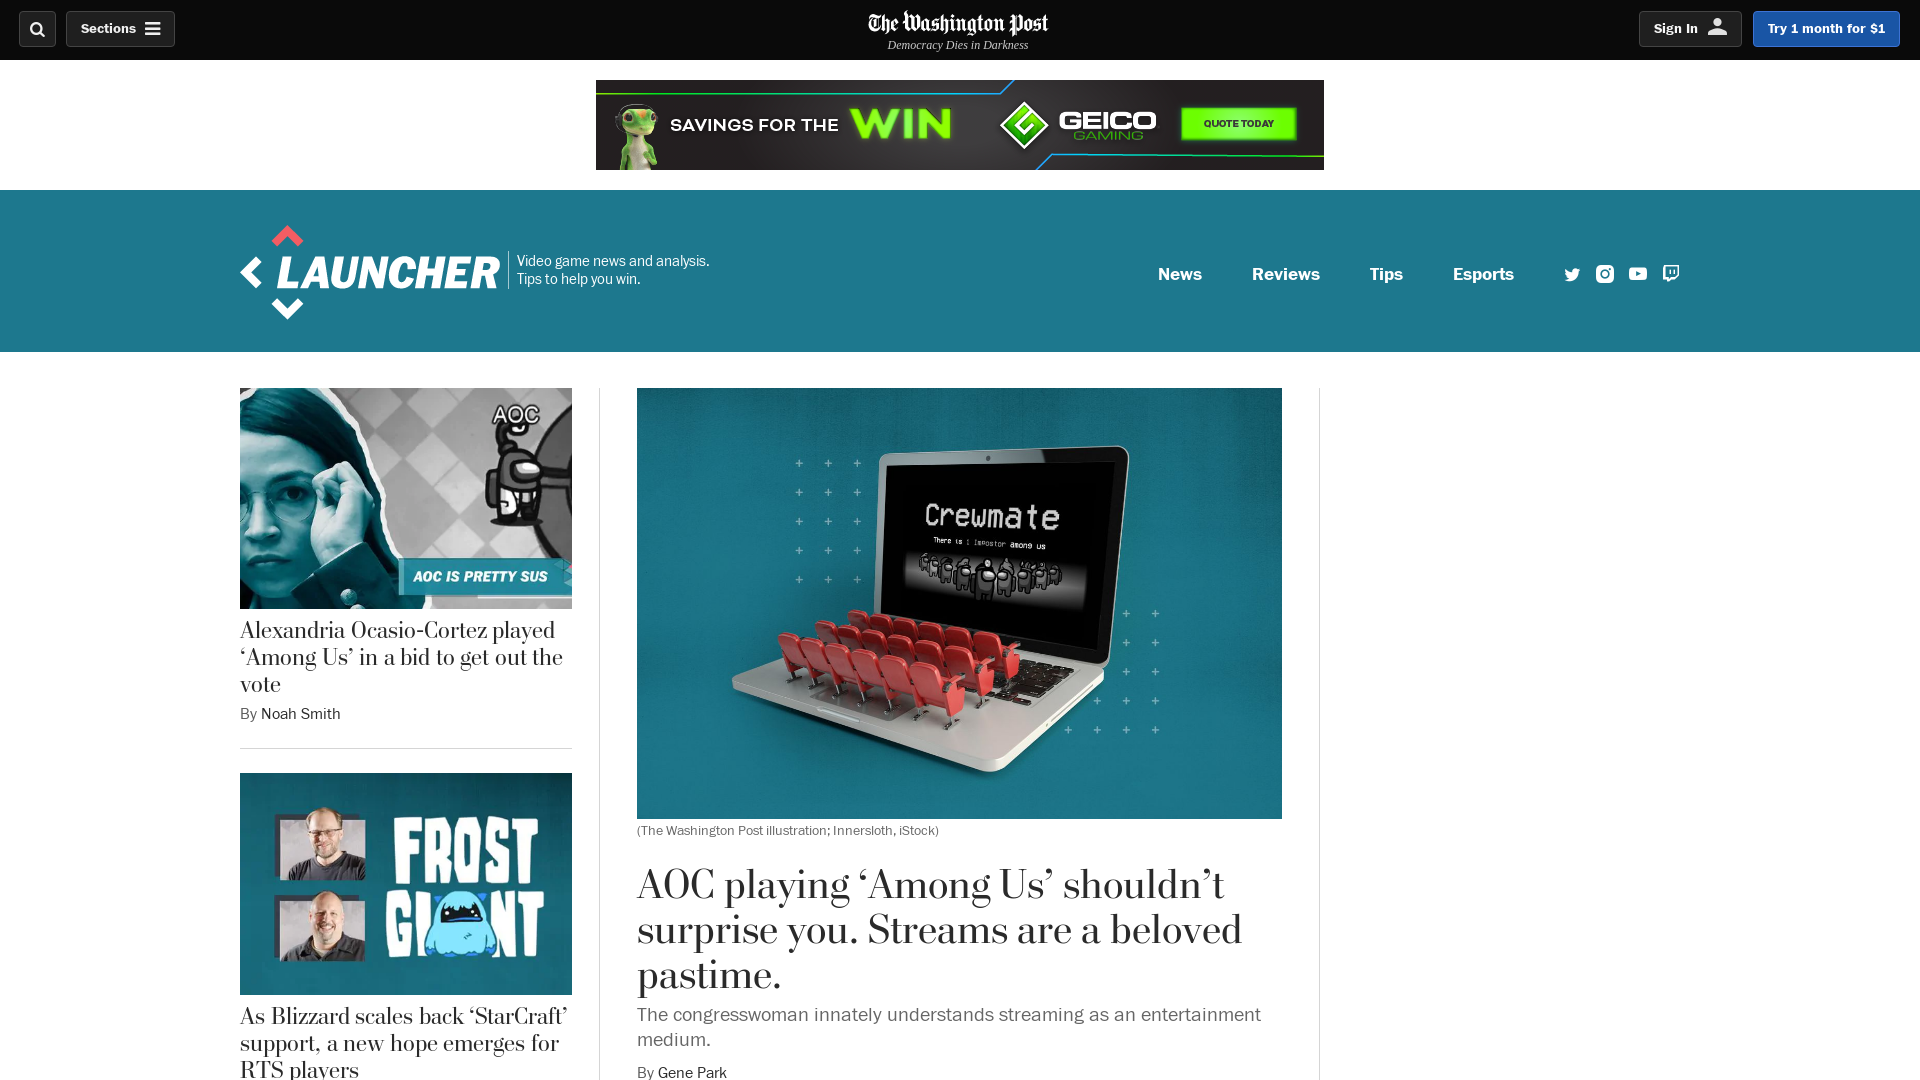 Sections
The Washington Post
Democracy Dies in Darkness
Sign In
Try 1 month for $1
SAVINGS FOR THE WIN
GEICO
GAMING
QUOTE TODAY
LAUNCHER
Video game news and analysis.
Tips to help you win.
News
Reviews
Tips
Esports
AOC
AOC IS PRETTY SUS
Alexandria Ocasio-Cortez played
‘Among Us’ in a bid to get out the
vote
By Noah Smith
FROST
GIANT
As Blizzard scales back ‘StarCraft’
support, a new hope emerges for
RTS players
Crewmate
There is 1 Impostor among us
(The Washington Post illustration; Innersloth, iStock)
AOC playing ‘Among Us’ shouldn’t
surprise you. Streams are a beloved
pastime.
The congresswoman innately understands streaming as an entertainment
medium.
By Gene Park